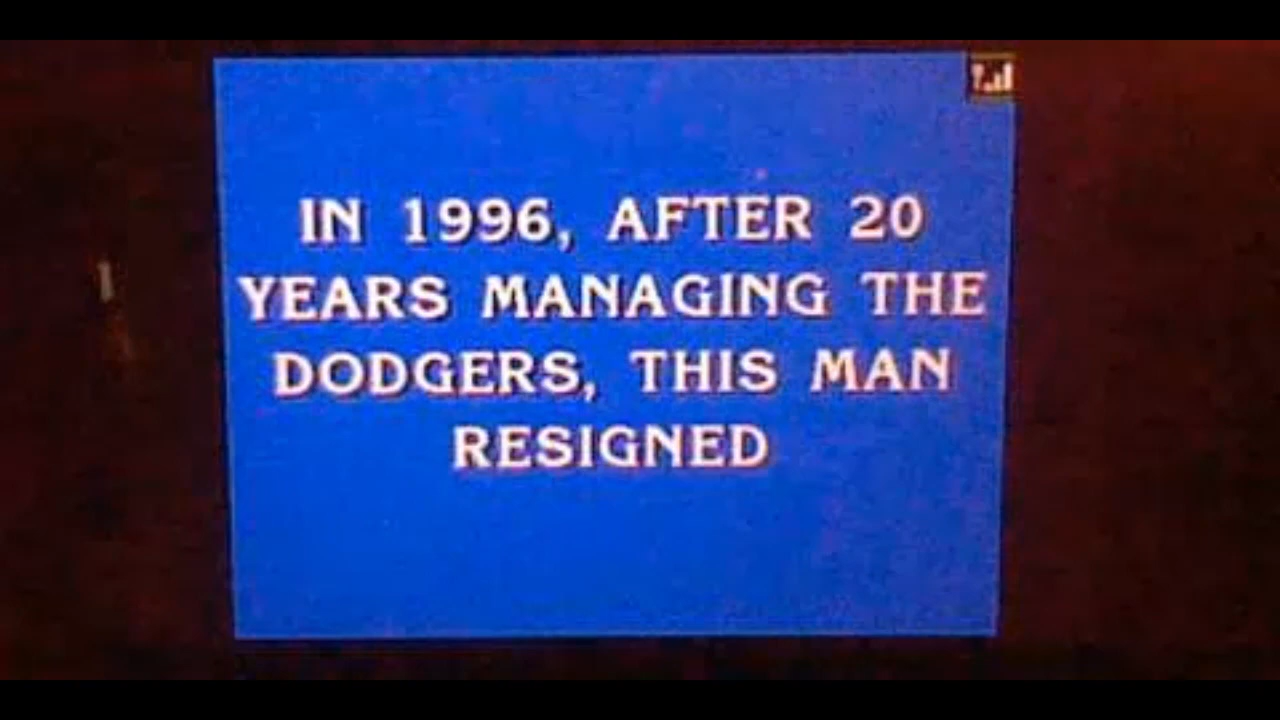 IN 1996, AFTER 20
YEARS MANAGING THE
DODGERS, THIS MAN
RESIGNED